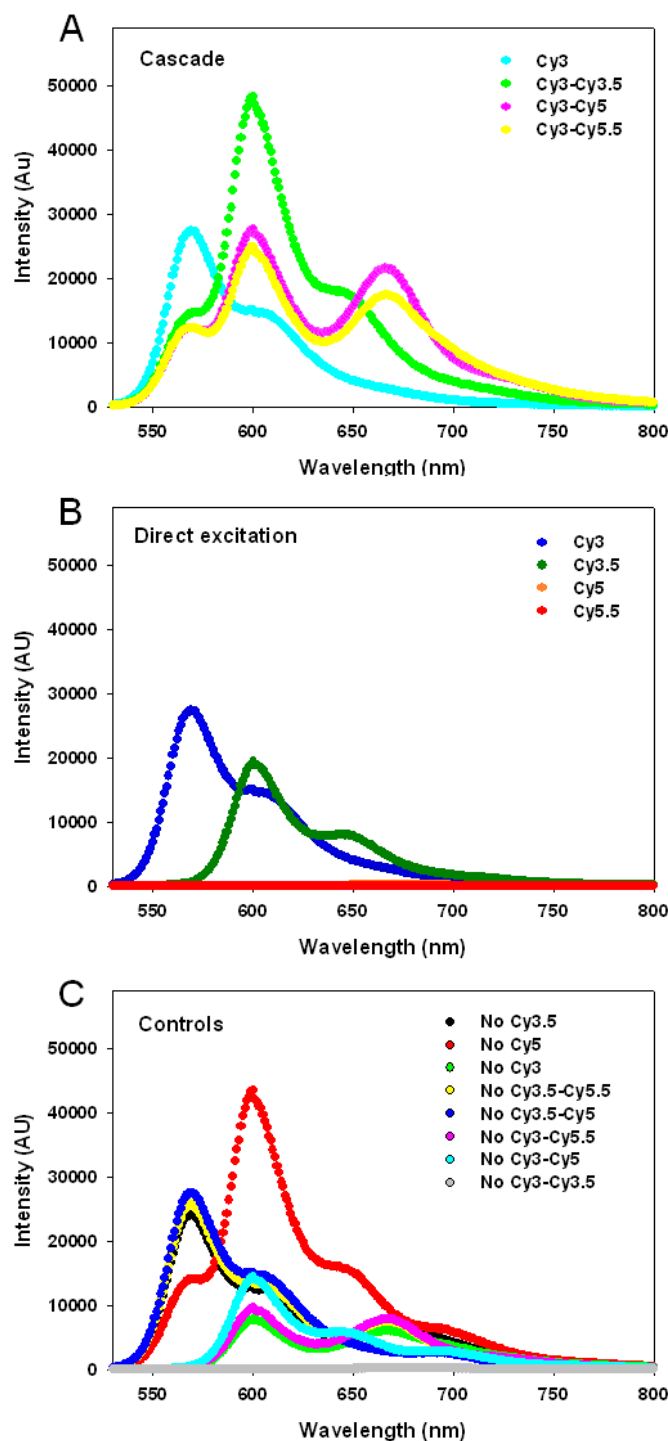 A
Cascade
Cy3
Cy3-Cy3.5
Cy3-Cy5
Cy3-Cy5.5
Intensity (Au)
50000
40000
30000
20000
10000
0
550 600 650 700 750 800
Wavelength (nm)
B
Direct excitation
Cy3
Cy3.5
Cy5
Cy5.5
Intensity (AU)
50000
40000
30000
20000
10000
0
550 600 650 700 750 800
Wavelength (nm)
C
Controls
No Cy3.5
No Cy5
No Cy3
No Cy3.5-Cy5.5
No Cy3.5-Cy5
No Cy3-Cy5.5
No Cy3-Cy5
No Cy3-Cy3.5
Intensity (AU)
50000
40000
30000
20000
10000
0
550 600 650 700 750 800
Wavelength (nm)